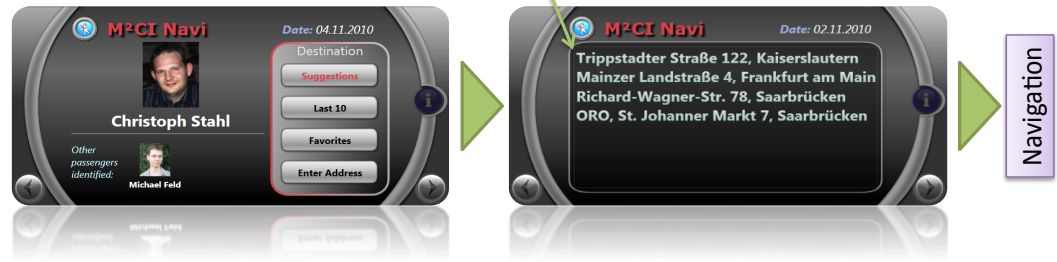 M²CI Navi
Date: 04.11.2010
Destination
Suggestions
Last 10
Favorites
Enter Address
Christoph Stahl
Other
passengers
identified:
Michael Feld
i
M²CI Navi
Date: 02.11.2010
Trippstadter Straße 122, Kaiserslautern
Mainzer Landstraße 4, Frankfurt am Main
Richard-Wagner-Str. 78, Saarbrücken
ORO, St. Johanner Markt 7, Saarbrücken
i
Navigation